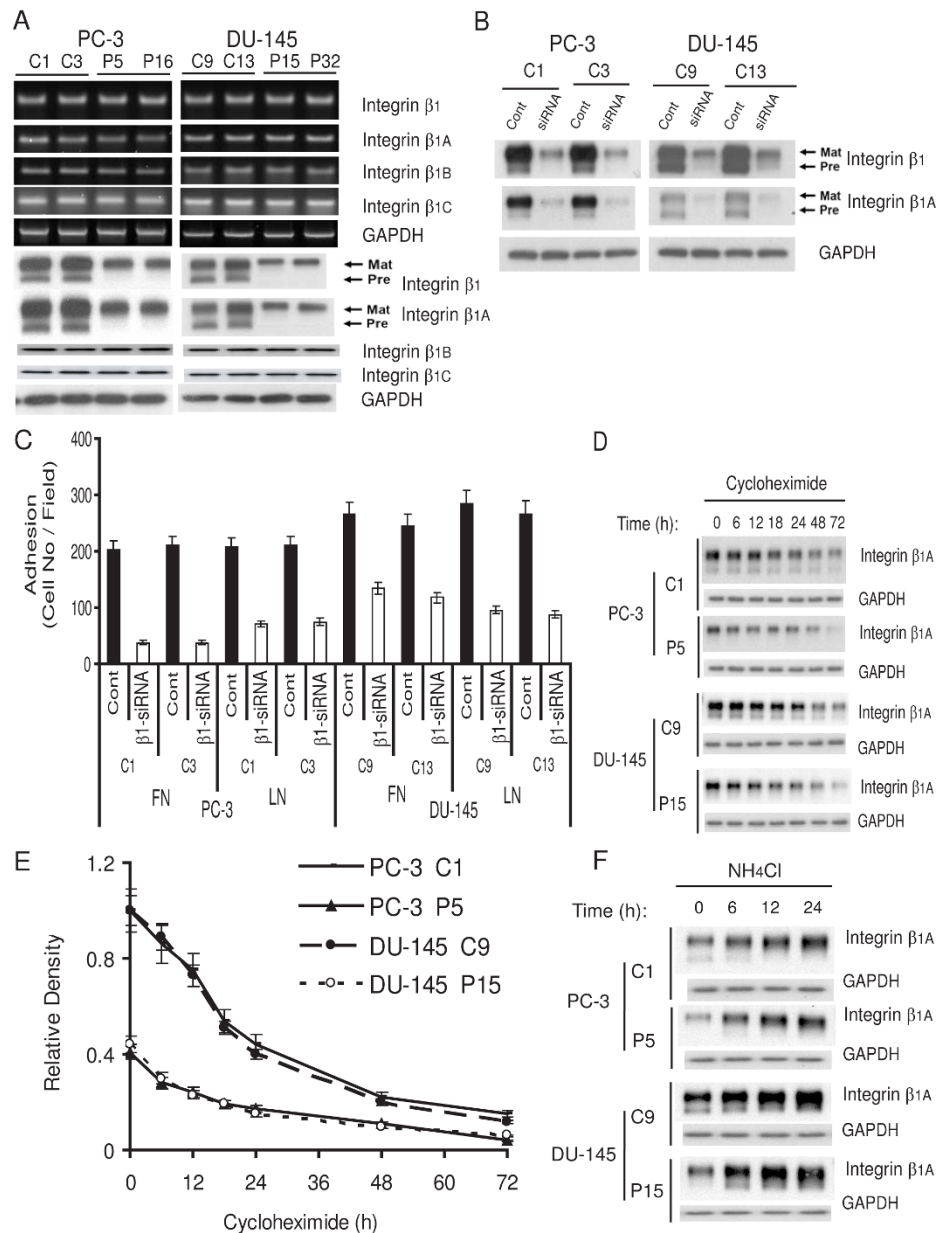 A
PC-3 DU-145
C1 C3 P5 P16 C9 C13 P15 P32
Integrin β1
Integrin β1A
Integrin β1B
Integrin β1C
GAPDH
Mat
Pre
Integrin β1
Mat
Pre
Integrin β1A
Integrin β1B
Integrin β1C
GAPDH
B
PC-3 DU-145
C1 C3 C9 C13
Cont siRNA Cont siRNA Cont siRNA Cont siRNA
Mat
Pre
Integrin β1
Mat
Pre
Integrin β1A
GAPDH
C
Adhesion
(Cell No / Field)
400
300
200
100
0
Cont β1-siRNA Cont β1-siRNA Cont β1-siRNA Cont β1-siRNA Cont β1-siRNA Cont β1-siRNA Cont β1-siRNA Cont β1-siRNA
C1 C3 C1 C3 C9 C13 C9 C13
FN LN FN LN
PC-3 DU-145
D
Cycloheximide
Time (h): 0 6 12 18 24 48 72
PC-3
C1
Integrin β1A
GAPDH
P5
Integrin β1A
GAPDH
DU-145
C9
Integrin β1A
GAPDH
P15
Integrin β1A
GAPDH
E
Relative Density
1.2
0.8
0.4
0
0 12 24 36 48 60 72
Cycloheximide (h)
PC-3 C1
PC-3 P5
DU-145 C9
DU-145 P15
F
NH4Cl
Time (h): 0 6 12 24
PC-3
C1
Integrin β1A
GAPDH
P5
Integrin β1A
GAPDH
DU-145
C9
Integrin β1A
GAPDH
P15
Integrin β1A
GAPDH